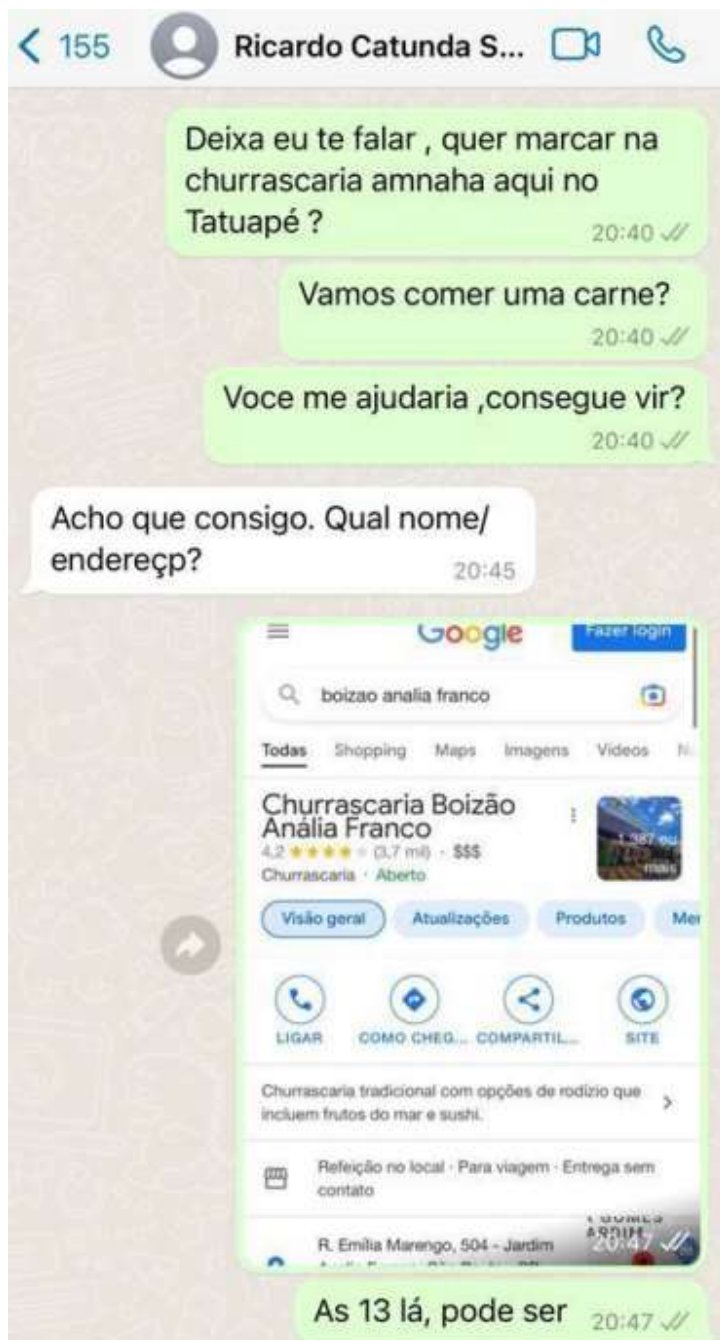 155
Ricardo Catunda S...
Deixa eu te falar , quer marcar na
churrascaria amnaha aqui no
Tatuapé ?
20:40
Vamos comer uma carne?
20:40
Voce me ajudaria ,consegue vir?
20:40
Acho que consigo. Qual nome/
endereçp?
20:45
Google
Fazer login
boizao analia franco
Todas Shopping Maps Imagens Vídeos
Churrascaria Boizão
Anália Franco
1.387 ou
mais
4,2 (3,7 mil) · $$$
Churrascaria · Aberto
Visão geral Atualizações Produtos Mer
LIGAR COMO CHEG... COMPARTIL... SITE
Churrascaria tradicional com opções de rodízio que
incluem frutos do mar e sushi.
Refeição no local · Para viagem · Entrega sem
contato
R. Emília Marengo, 504 - Jardim
20:47
As 13 lá, pode ser
20:47